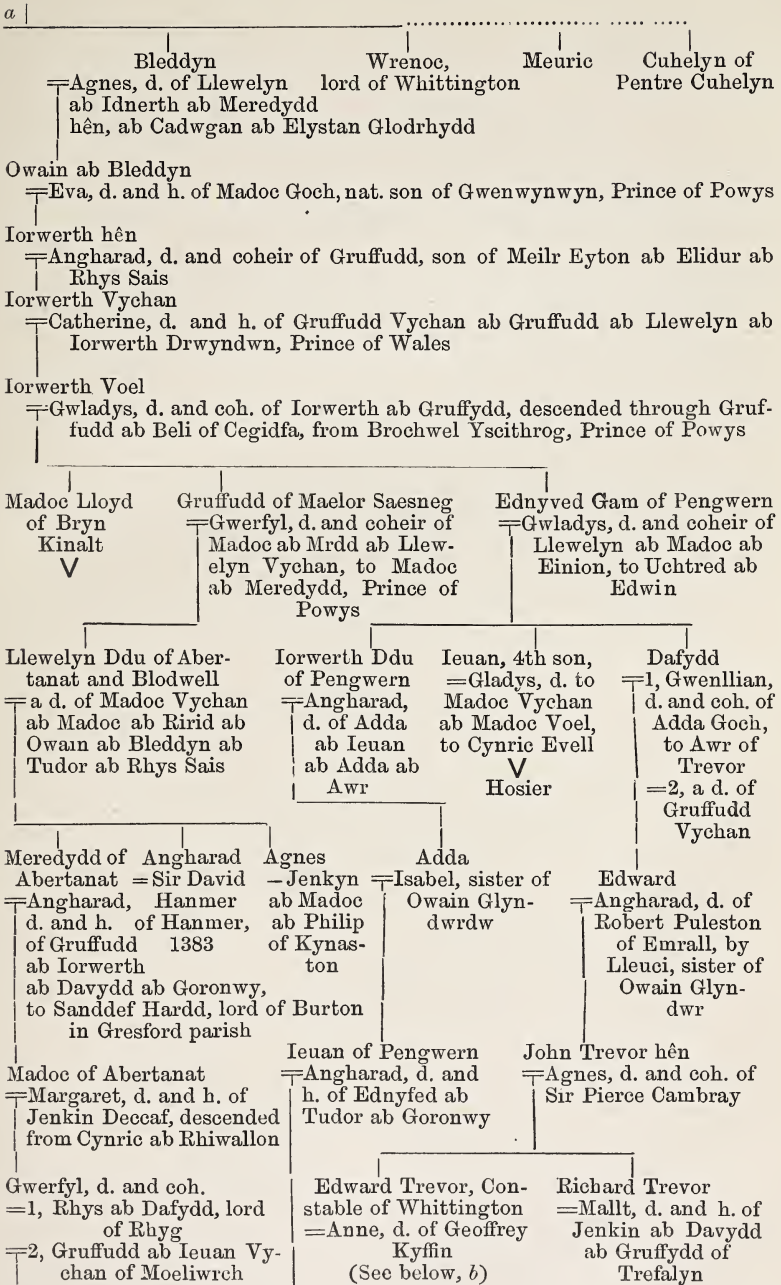 a
Bleddyn
Wrenoc,
Meuric
Cuhelyn of
Agnes, d. of Llewelyn
lord of Whittington
Pentre Cuhelyn
ab Idnerth ab Meredydd
hên, ab Cadwgan ab Elystan Glodrhydd
Owain ab Bleddyn
Eva, d. and h. of Madoc Goch, nat. son of Gwenwynwyn, Prince of Powys
Iorwerth hên
Angharad, d. and coheir of Gruffudd, son of Meilr Eyton ab Elidur ab
Rhys Sais
Iorwerth Vychan
Catherine, d. and h. of Gruffudd Vychan ab Gruffudd ab Llewelyn ab
Iorwerth Drwyndwn, Prince of Wales
Iorwerth Voel
Gwladys, d. and coh. of Iorwerth ab Gruffydd, descended through Gruf-
fudd ab Beli of Cegidfa, from Brochwel Yscithrog, Prince of Powys
Madoc Lloyd
of Bryn
Kinalt
V
Gruffudd of Maelor Saesneg
=Gwerfyl, d. and coheir of
Madoc ab Mrdd ab Llew-
elyn Vychan, to Madoc
ab Meredydd, Prince of
Powys
Ednyved Gam of Pengwern
=Gwladys, d. and coheir of
Llewelyn ab Madoc ab
Einion, to Uchtred ab
Edwin
Llewelyn Ddu of Aber-
tanat and Blodwell
=a d. of Madoc Vychan
ab Madoc ab Ririd ab
Owain ab Bleddyn ab
Tudor ab Rhys Sais
Iorwerth Ddu
of Pengwern
=Angharad,
d. of Adda
ab Ieuan
ab Adda ab
Awr
Ieuan, 4th son,
=Gladys, d. to
Madoc Vychan
ab Madoc Voel,
to Cynric Evell
V
Hosier
Dafydd
=1, Gwenllian,
d. and coh. of
Adda Goch,
to Awr of
Trevor
=2, a d. of
Gruffudd
Vychan
Meredydd of
Abertanat
=Angharad,
d. and h.
of Gruffudd
ab Iorwerth
ab Davydd ab Goronwy,
to Sanddef Hardd, lord of Burton
in Gresford parish
Angharad
=Sir David
Hanmer
of Hanmer,
1383
Agnes
–Jenkyn
ab Madoc
ab Philip
of Kynas-
ton
Adda
=Isabel, sister of
Owain Glyn-
dwrdw
Edward
=Angharad, d. of
Robert Puleston
of Emrall, by
Lleuci, sister of
Owain Glyn-
dwr
Madoc of Abertanat
=Margaret, d. and h. of
Jenkin Deccaf, descended
from Cynric ab Rhiwallon
Ieuan of Pengwern
=Angharad, d. and
h. of Ednyfed ab
Tudor ab Goronwy
John Trevor hên
=Agnes, d. and coh. of
Sir Pierce Cambray
Gwerfyl, d. and coh.
=1, Rhys ab Dafydd, lord
of Rhyg
=2, Gruffudd ab Ieuan Vy-
chan of Moeliwrch
Edward Trevor, Con-
stable of Whittington
=Anne, d. of Geoffrey
Kyffin
(See below, b)
Richard Trevor
=Mallt, d. and h. of
Jenkin ab Davydd
ab Gruffydd of
Trefalyn